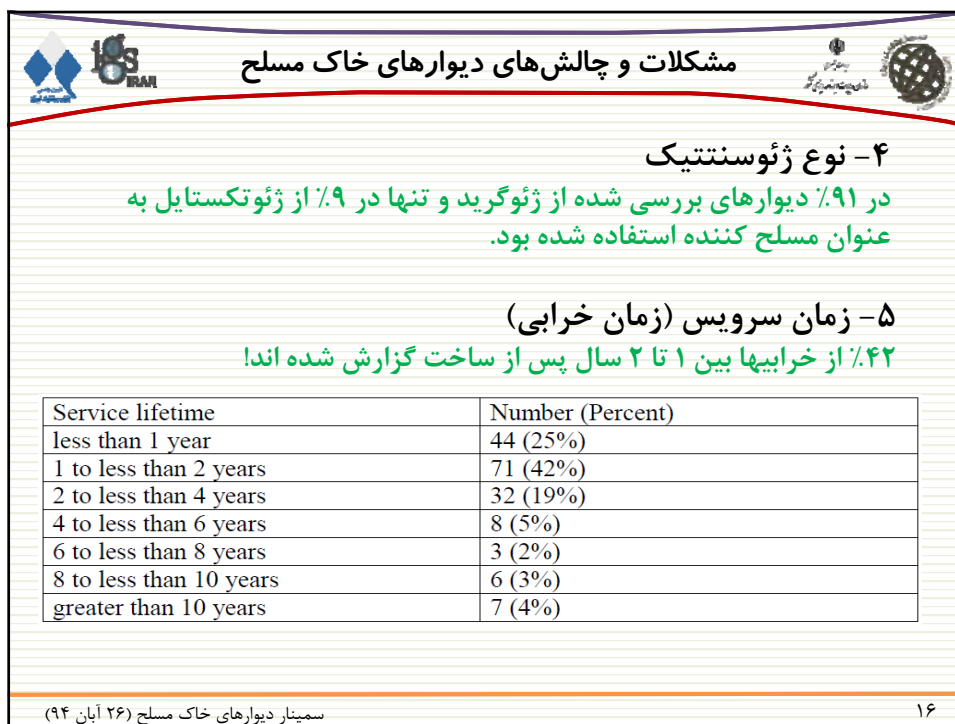 مشکلات و چالش‌های دیوارهای خاک مسلح
IGS
IRAN
۴- نوع ژئوسنتتیک
در ۹۱٪ دیوارهای بررسی شده از ژئوگرید و تنها در ۹٪ از ژئوتکستایل به
عنوان مسلح کننده استفاده شده بود.
۵- زمان سرویس (زمان خرابی)
۴۲٪ از خرابیها بین ۱ تا ۲ سال پس از ساخت گزارش شده اند!
Service lifetime Number (Percent)
less than 1 year 44 (25%)
1 to less than 2 years 71 (42%)
2 to less than 4 years 32 (19%)
4 to less than 6 years 8 (5%)
6 to less than 8 years 3 (2%)
8 to less than 10 years 6 (3%)
greater than 10 years 7 (4%)
سمینار دیوارهای خاک مسلح (۲۶ آبان ۹۴)
۱۶